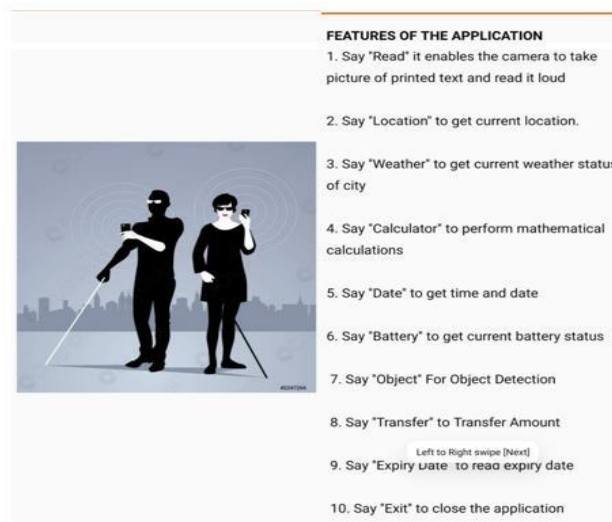 FEATURES OF THE APPLICATION
1. Say "Read" it enables the camera to take
picture of printed text and read it loud
2. Say "Location" to get current location.
3. Say "Weather" to get current weather status
of city
4. Say "Calculator" to perform mathematical
calculations
5. Say "Date" to get time and date
6. Say "Battery" to get current battery status
7. Say "Object" For Object Detection
8. Say "Transfer" to Transfer Amount
Left to Right swipe [Next]
9. Say "Expiry Date" to read expiry date
10. Say "Exit" to close the application